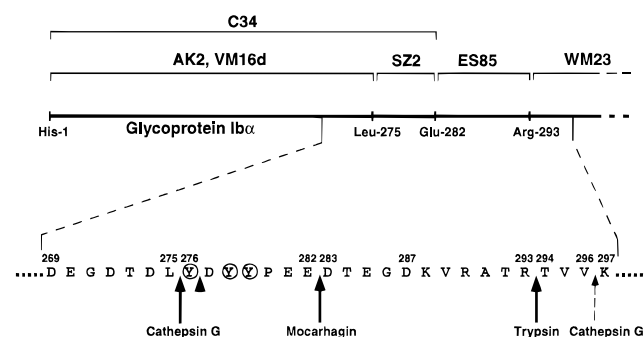 C34
AK2, VM16d SZ2 ES85 WM23
His-1 Glycoprotein Ibα Leu-275 Glu-282 Arg-293
269 275 276 282 283 287 293 294 296 297
D E G D T D L Y D Y Y P E E D T E G D K V R A T R T V V K
Cathepsin G Mocarhagin Trypsin Cathepsin G